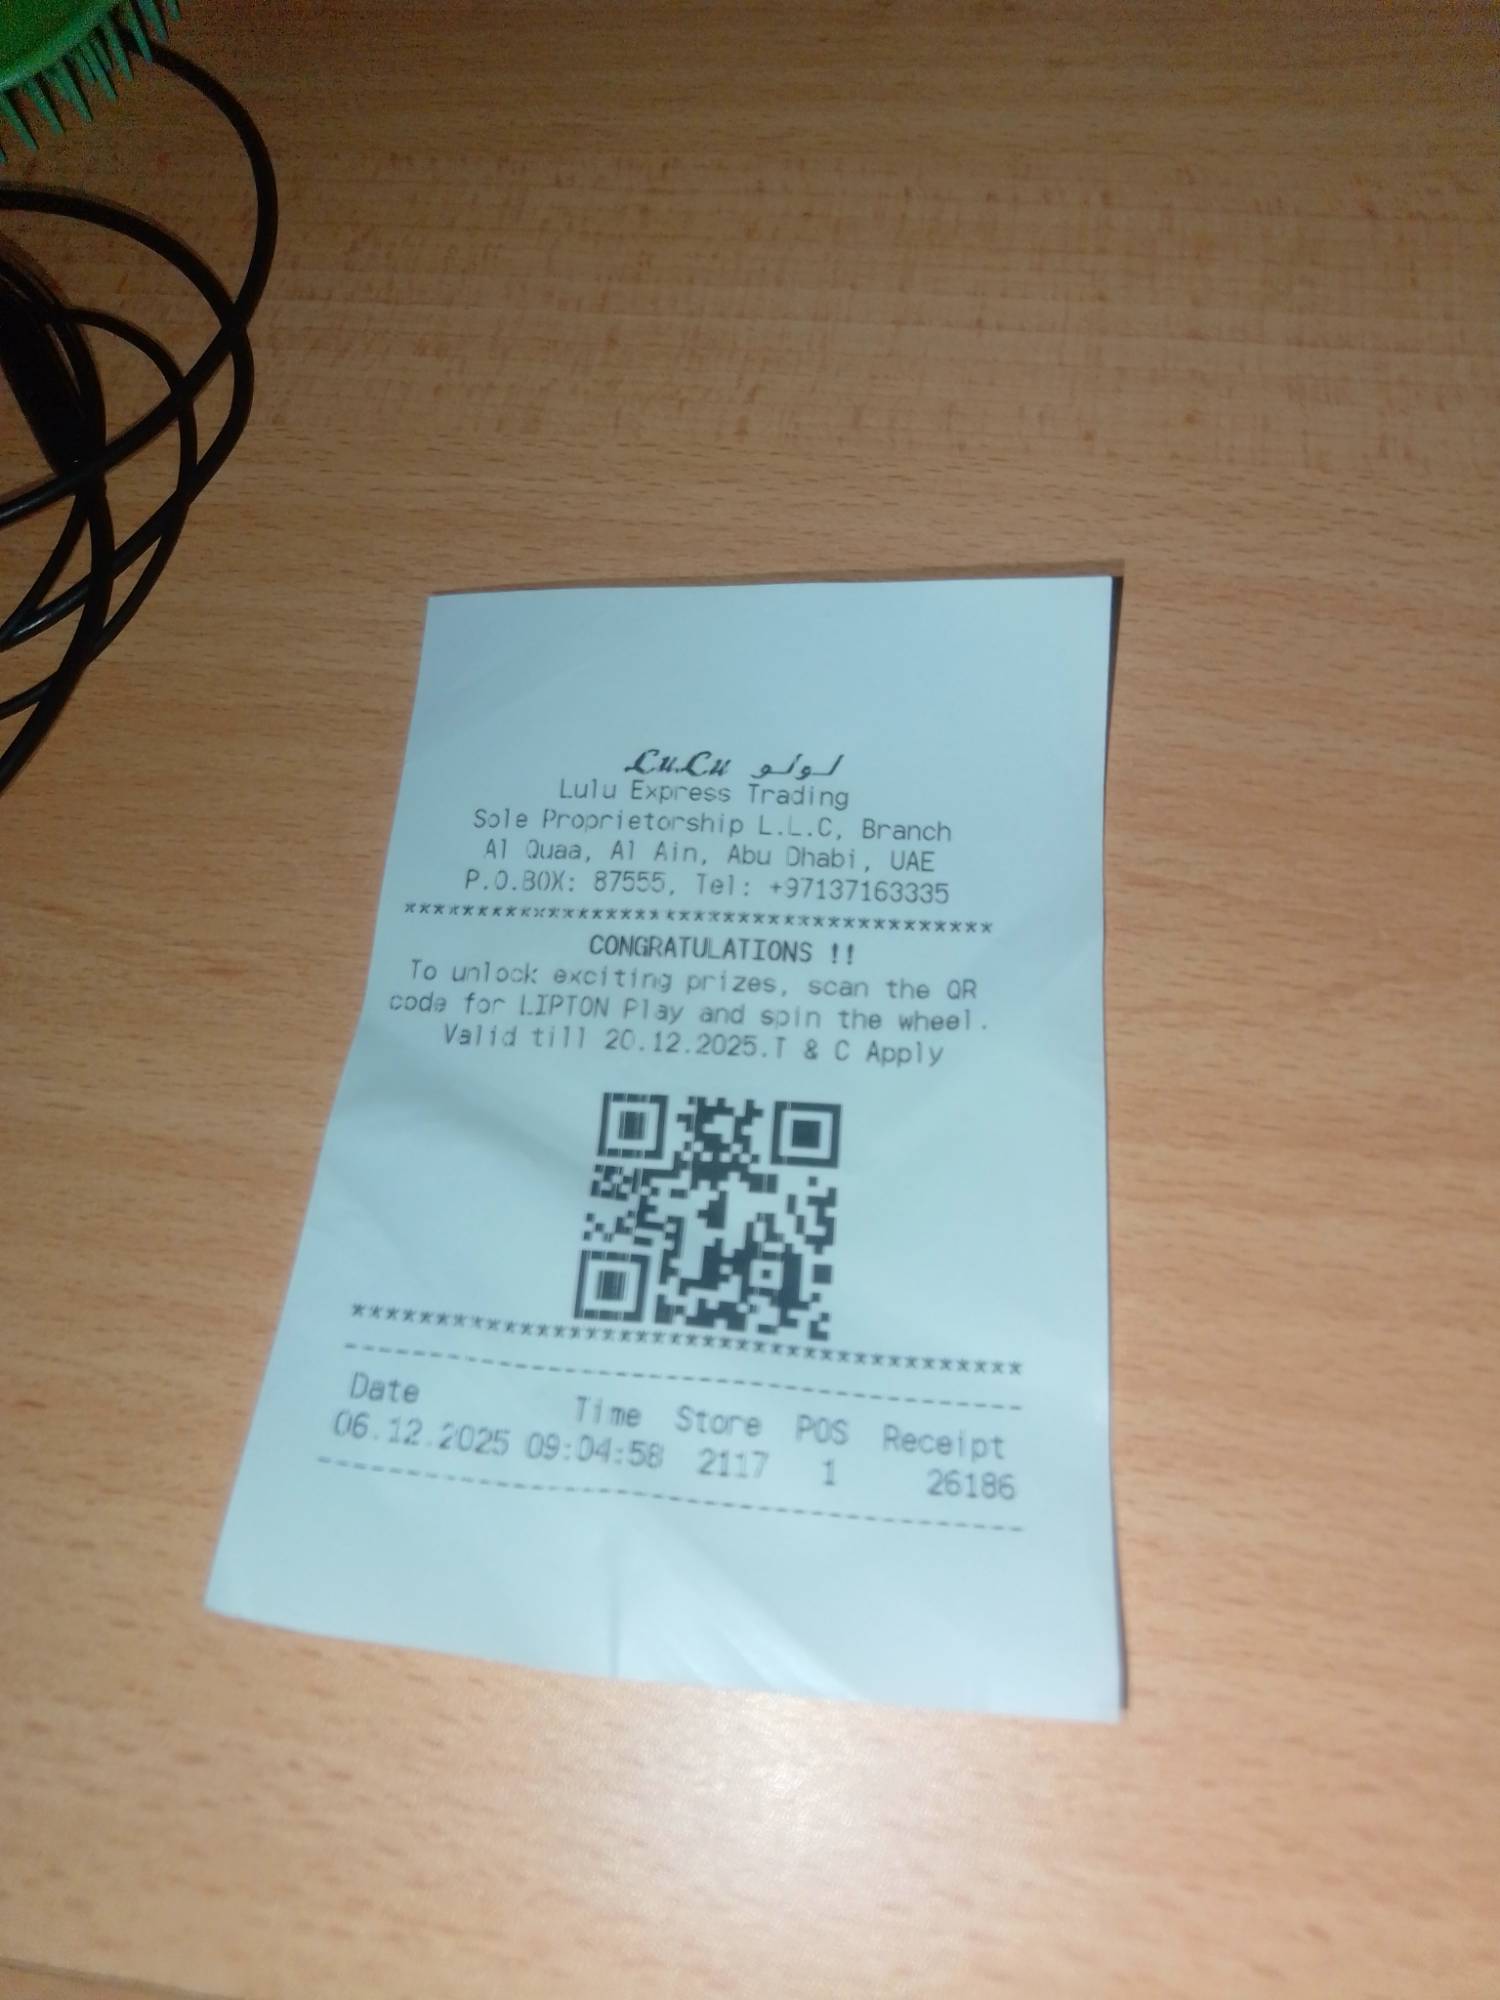 LuLu لولو
Lulu Express Trading
Sole Proprietorship L.L.C, Branch
Al Quaa, Al Ain, Abu Dhabi, UAE
P.O.BOX: 87555, Tel: +97137163335
*****************************************
CONGRATULATIONS !!
To unlock exciting prizes, scan the QR
code for LIPTON Play and spin the wheel.
Valid till 20.12.2025.T & C Apply
*****************************************
Date Time Store POS Receipt
06.12.2025 09:04:58 2117 1 26186